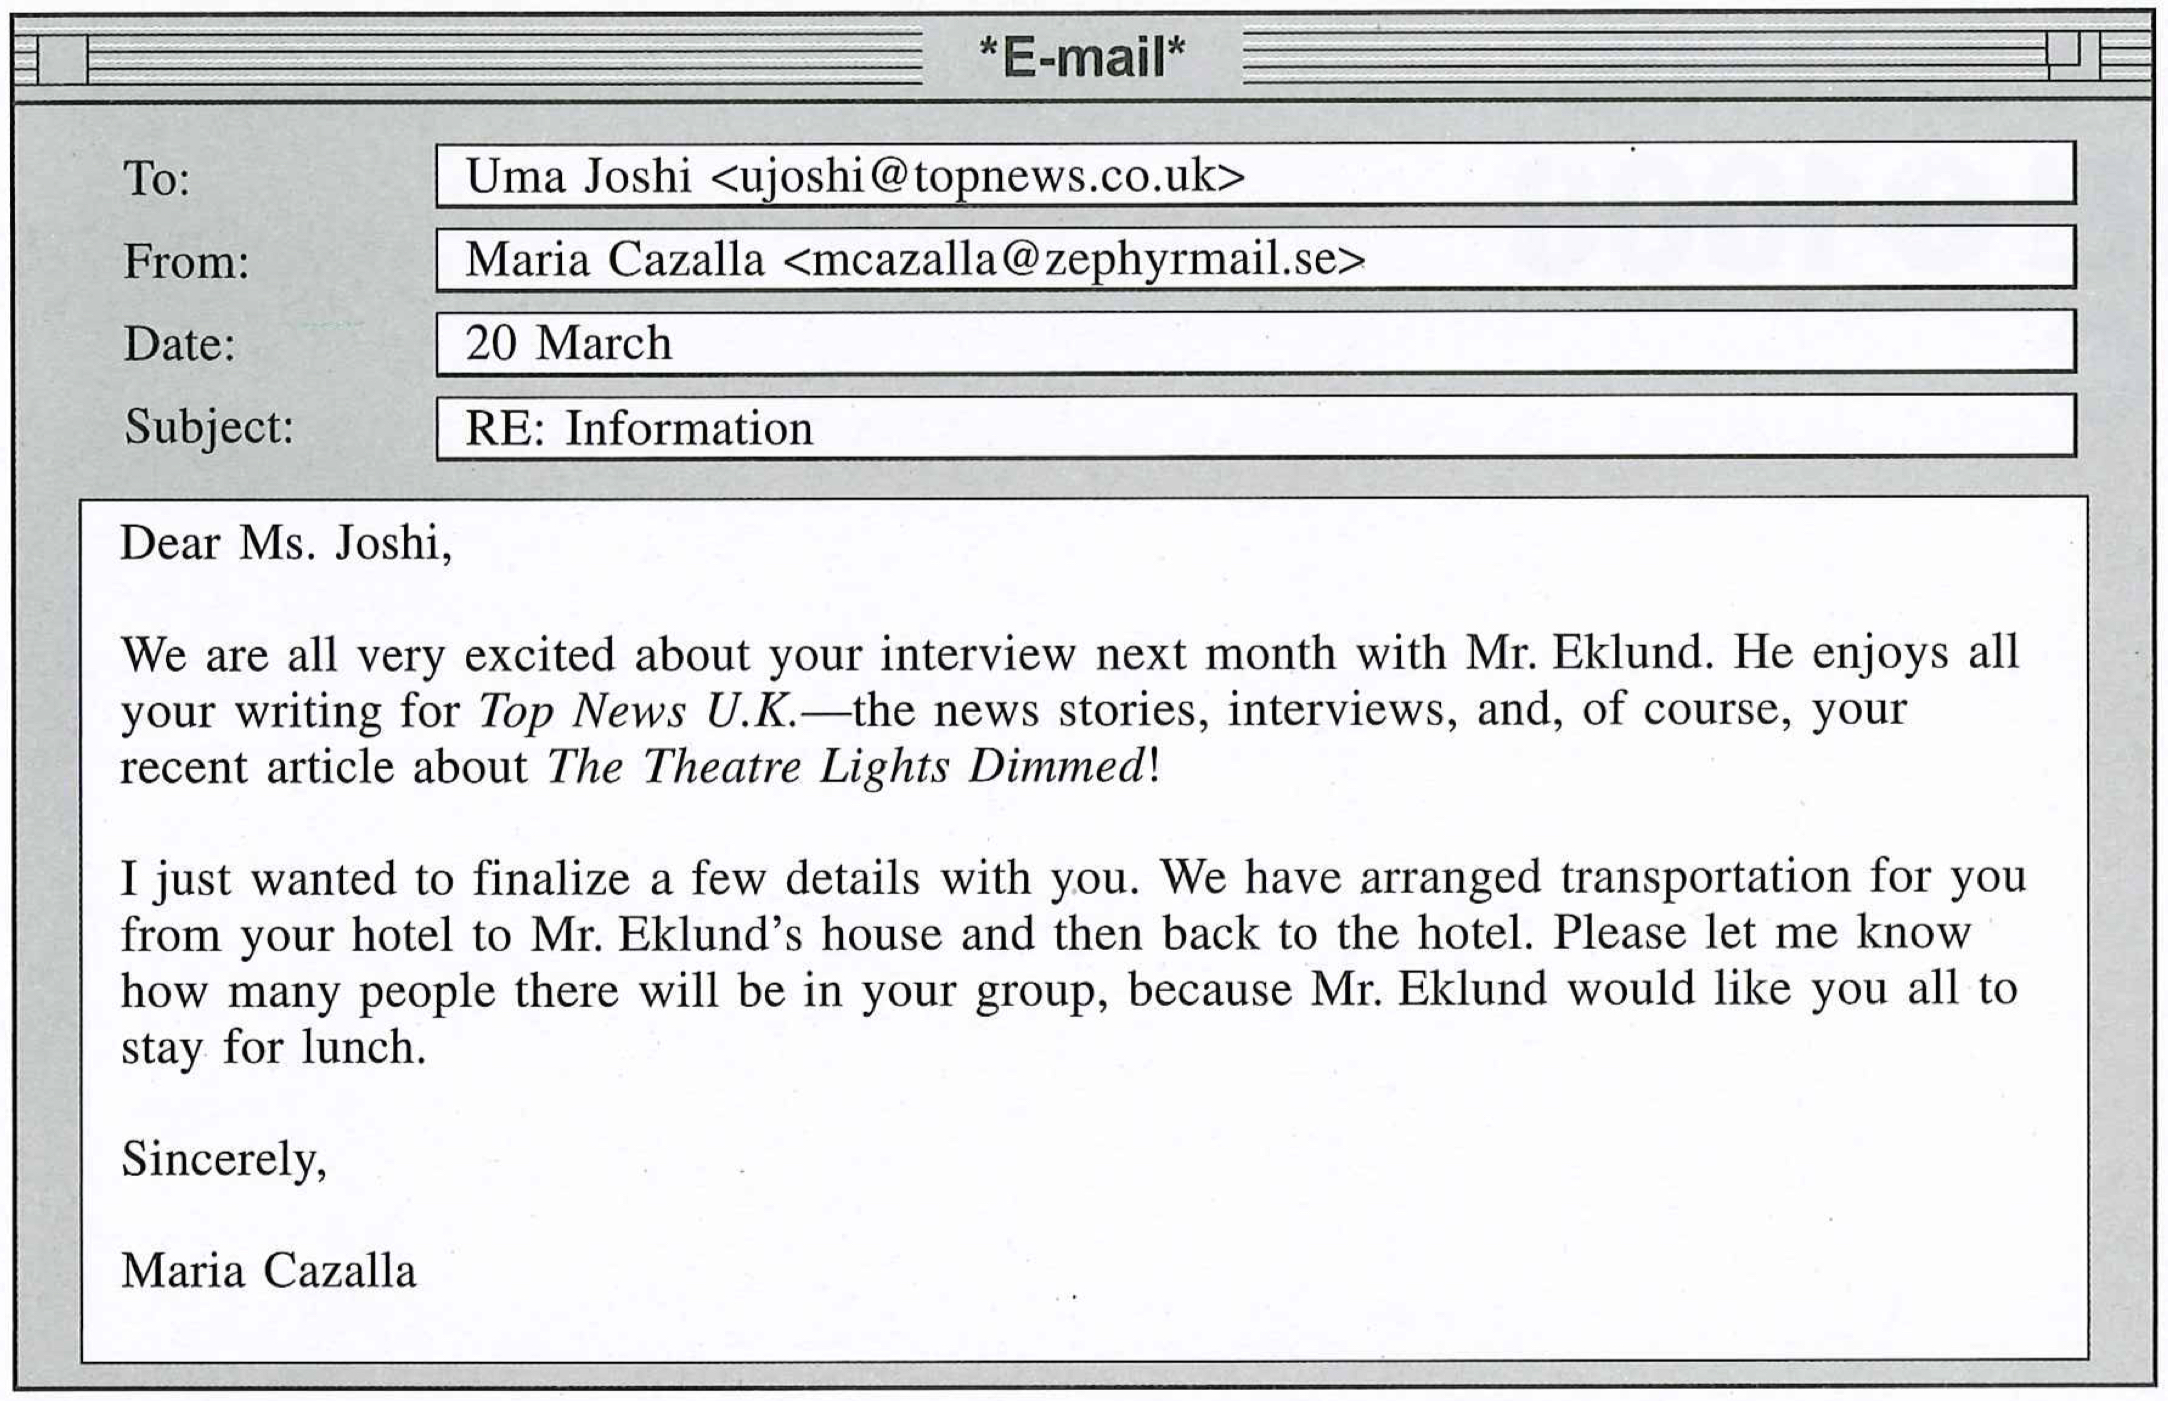 *E-mail*
To: Uma Joshi <ujoshi@topnews.co.uk>
From: Maria Cazalla <mcazalla@zephyrmail.se>
Date: 20 March
Subject: RE: Information
Dear Ms. Joshi,
We are all very excited about your interview next month with Mr. Eklund. He enjoys all
your writing for Top News U.K.—the news stories, interviews, and, of course, your
recent article about The Theatre Lights Dimmed!
I just wanted to finalize a few details with you. We have arranged transportation for you
from your hotel to Mr. Eklund's house and then back to the hotel. Please let me know
how many people there will be in your group, because Mr. Eklund would like you all to
stay for lunch.
Sincerely,
Maria Cazalla